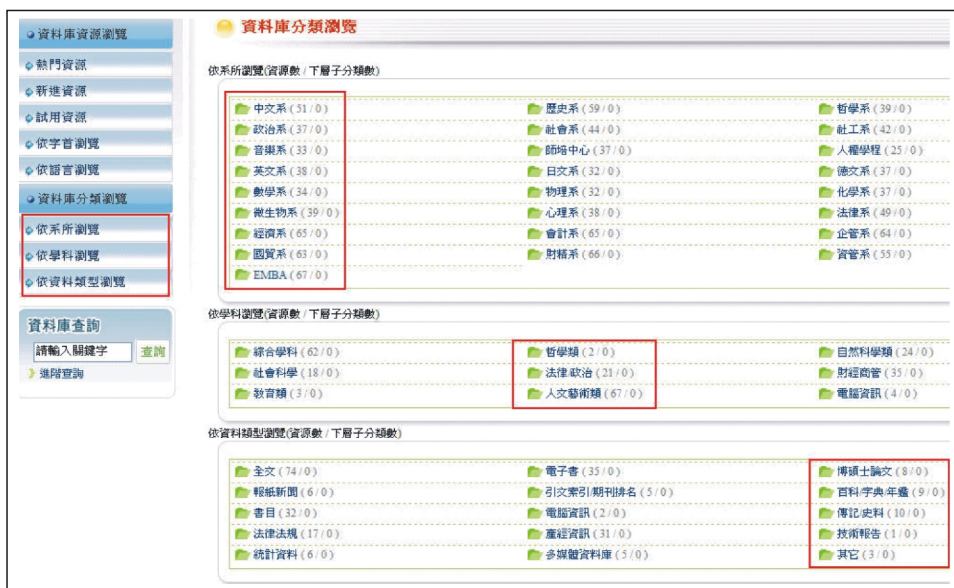 資料庫資源瀏覽
熱門資源
新進資源
試用資源
依字首瀏覽
依語言瀏覽
資料庫分類瀏覽
依系所瀏覽
依學科瀏覽
依資料類型瀏覽
資料庫查詢
請輸入關鍵字 查詢
進階查詢
資料庫分類瀏覽
依系所瀏覽(資源數 / 下層子分類數)
中文系 ( 51 / 0 ) 歷史系 ( 59 / 0 ) 哲學系 ( 39 / 0 )
政治系 ( 37 / 0 ) 社會系 ( 44 / 0 ) 社工系 ( 42 / 0 )
音樂系 ( 33 / 0 ) 師培中心 ( 37 / 0 ) 人權學程 ( 25 / 0 )
英文系 ( 38 / 0 ) 日文系 ( 32 / 0 ) 德文系 ( 37 / 0 )
數學系 ( 34 / 0 ) 物理系 ( 32 / 0 ) 化學系 ( 37 / 0 )
微生物系 ( 39 / 0 ) 心理系 ( 38 / 0 ) 法律系 ( 49 / 0 )
經濟系 ( 65 / 0 ) 會計系 ( 65 / 0 ) 企管系 ( 64 / 0 )
國貿系 ( 63 / 0 ) 財精系 ( 66 / 0 ) 資管系 ( 55 / 0 )
EMBA ( 67 / 0 )
依學科瀏覽(資源數 / 下層子分類數)
綜合學科 ( 62 / 0 ) 哲學類 ( 2 / 0 ) 自然科學類 ( 24 / 0 )
社會科學 ( 18 / 0 ) 法律.政治 ( 21 / 0 ) 財經商管 ( 35 / 0 )
教育類 ( 3 / 0 ) 人文藝術類 ( 67 / 0 ) 電腦資訊 ( 4 / 0 )
依資料類型瀏覽(資源數 / 下層子分類數)
全文 ( 74 / 0 ) 電子書 ( 35 / 0 ) 博碩士論文 ( 8 / 0 )
報紙新聞 ( 6 / 0 ) 引文索引/期刊排名 ( 5 / 0 ) 百科/字典/年鑑 ( 9 / 0 )
書目 ( 32 / 0 ) 電腦資訊 ( 2 / 0 ) 傳記/史料 ( 10 / 0 )
法律法規 ( 17 / 0 ) 產經資訊 ( 31 / 0 ) 技術報告 ( 1 / 0 )
統計資料 ( 6 / 0 ) 多媒體資料庫 ( 5 / 0 ) 其它 ( 3 / 0 )